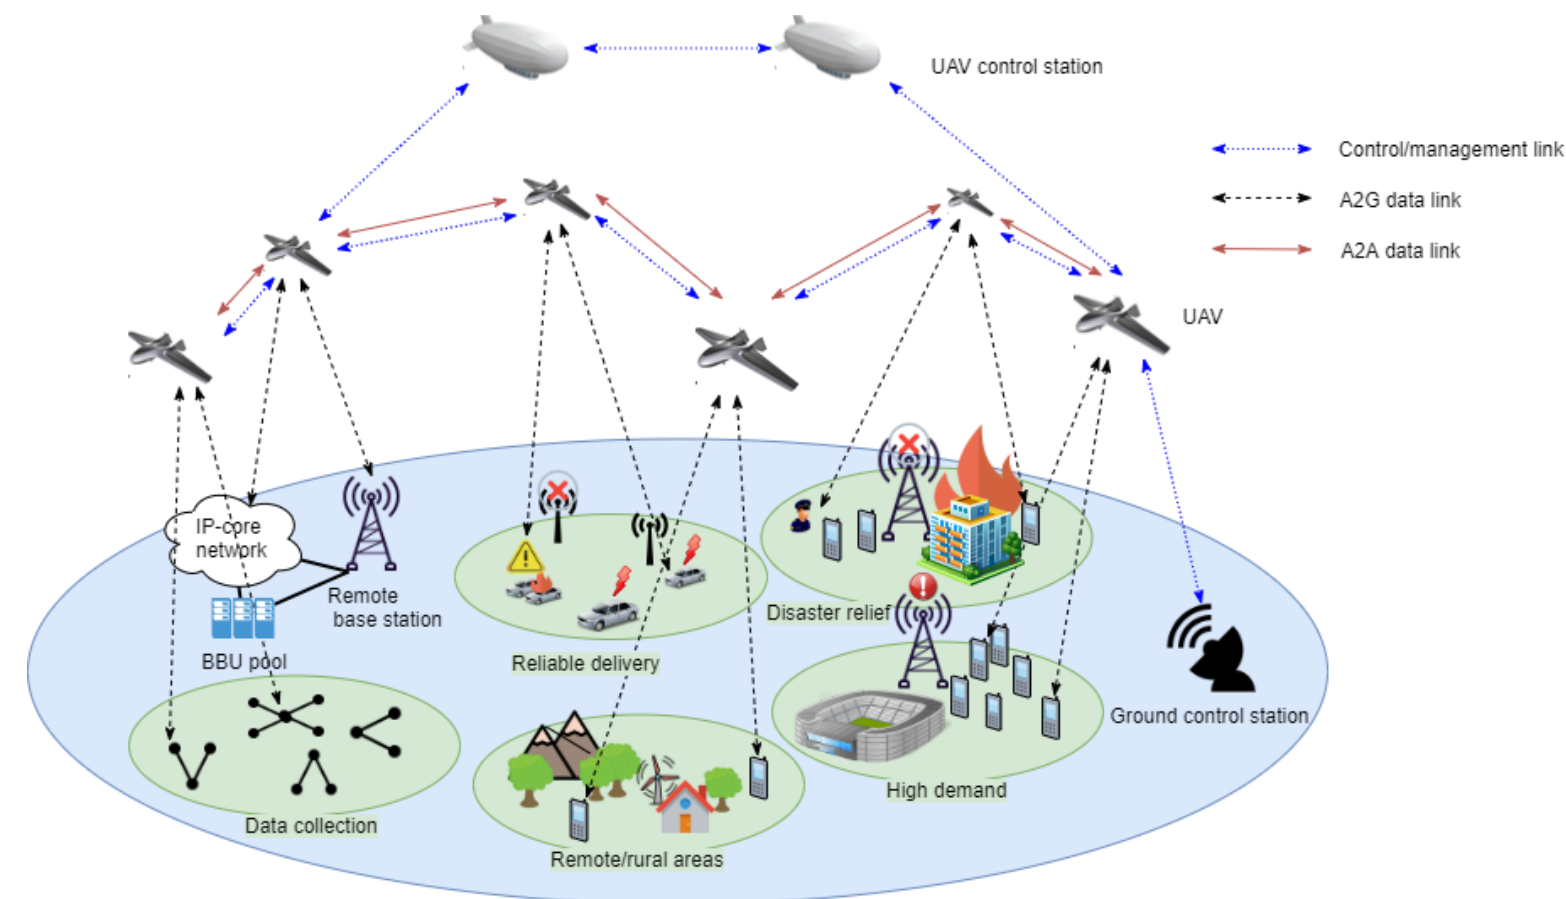 UAV control station
Control/management link
A2G data link
A2A data link
UAV
IP-core
network
Remote
base station
BBU pool
Reliable delivery
Disaster relief
Ground control station
High demand
Data collection
Remote/rural areas